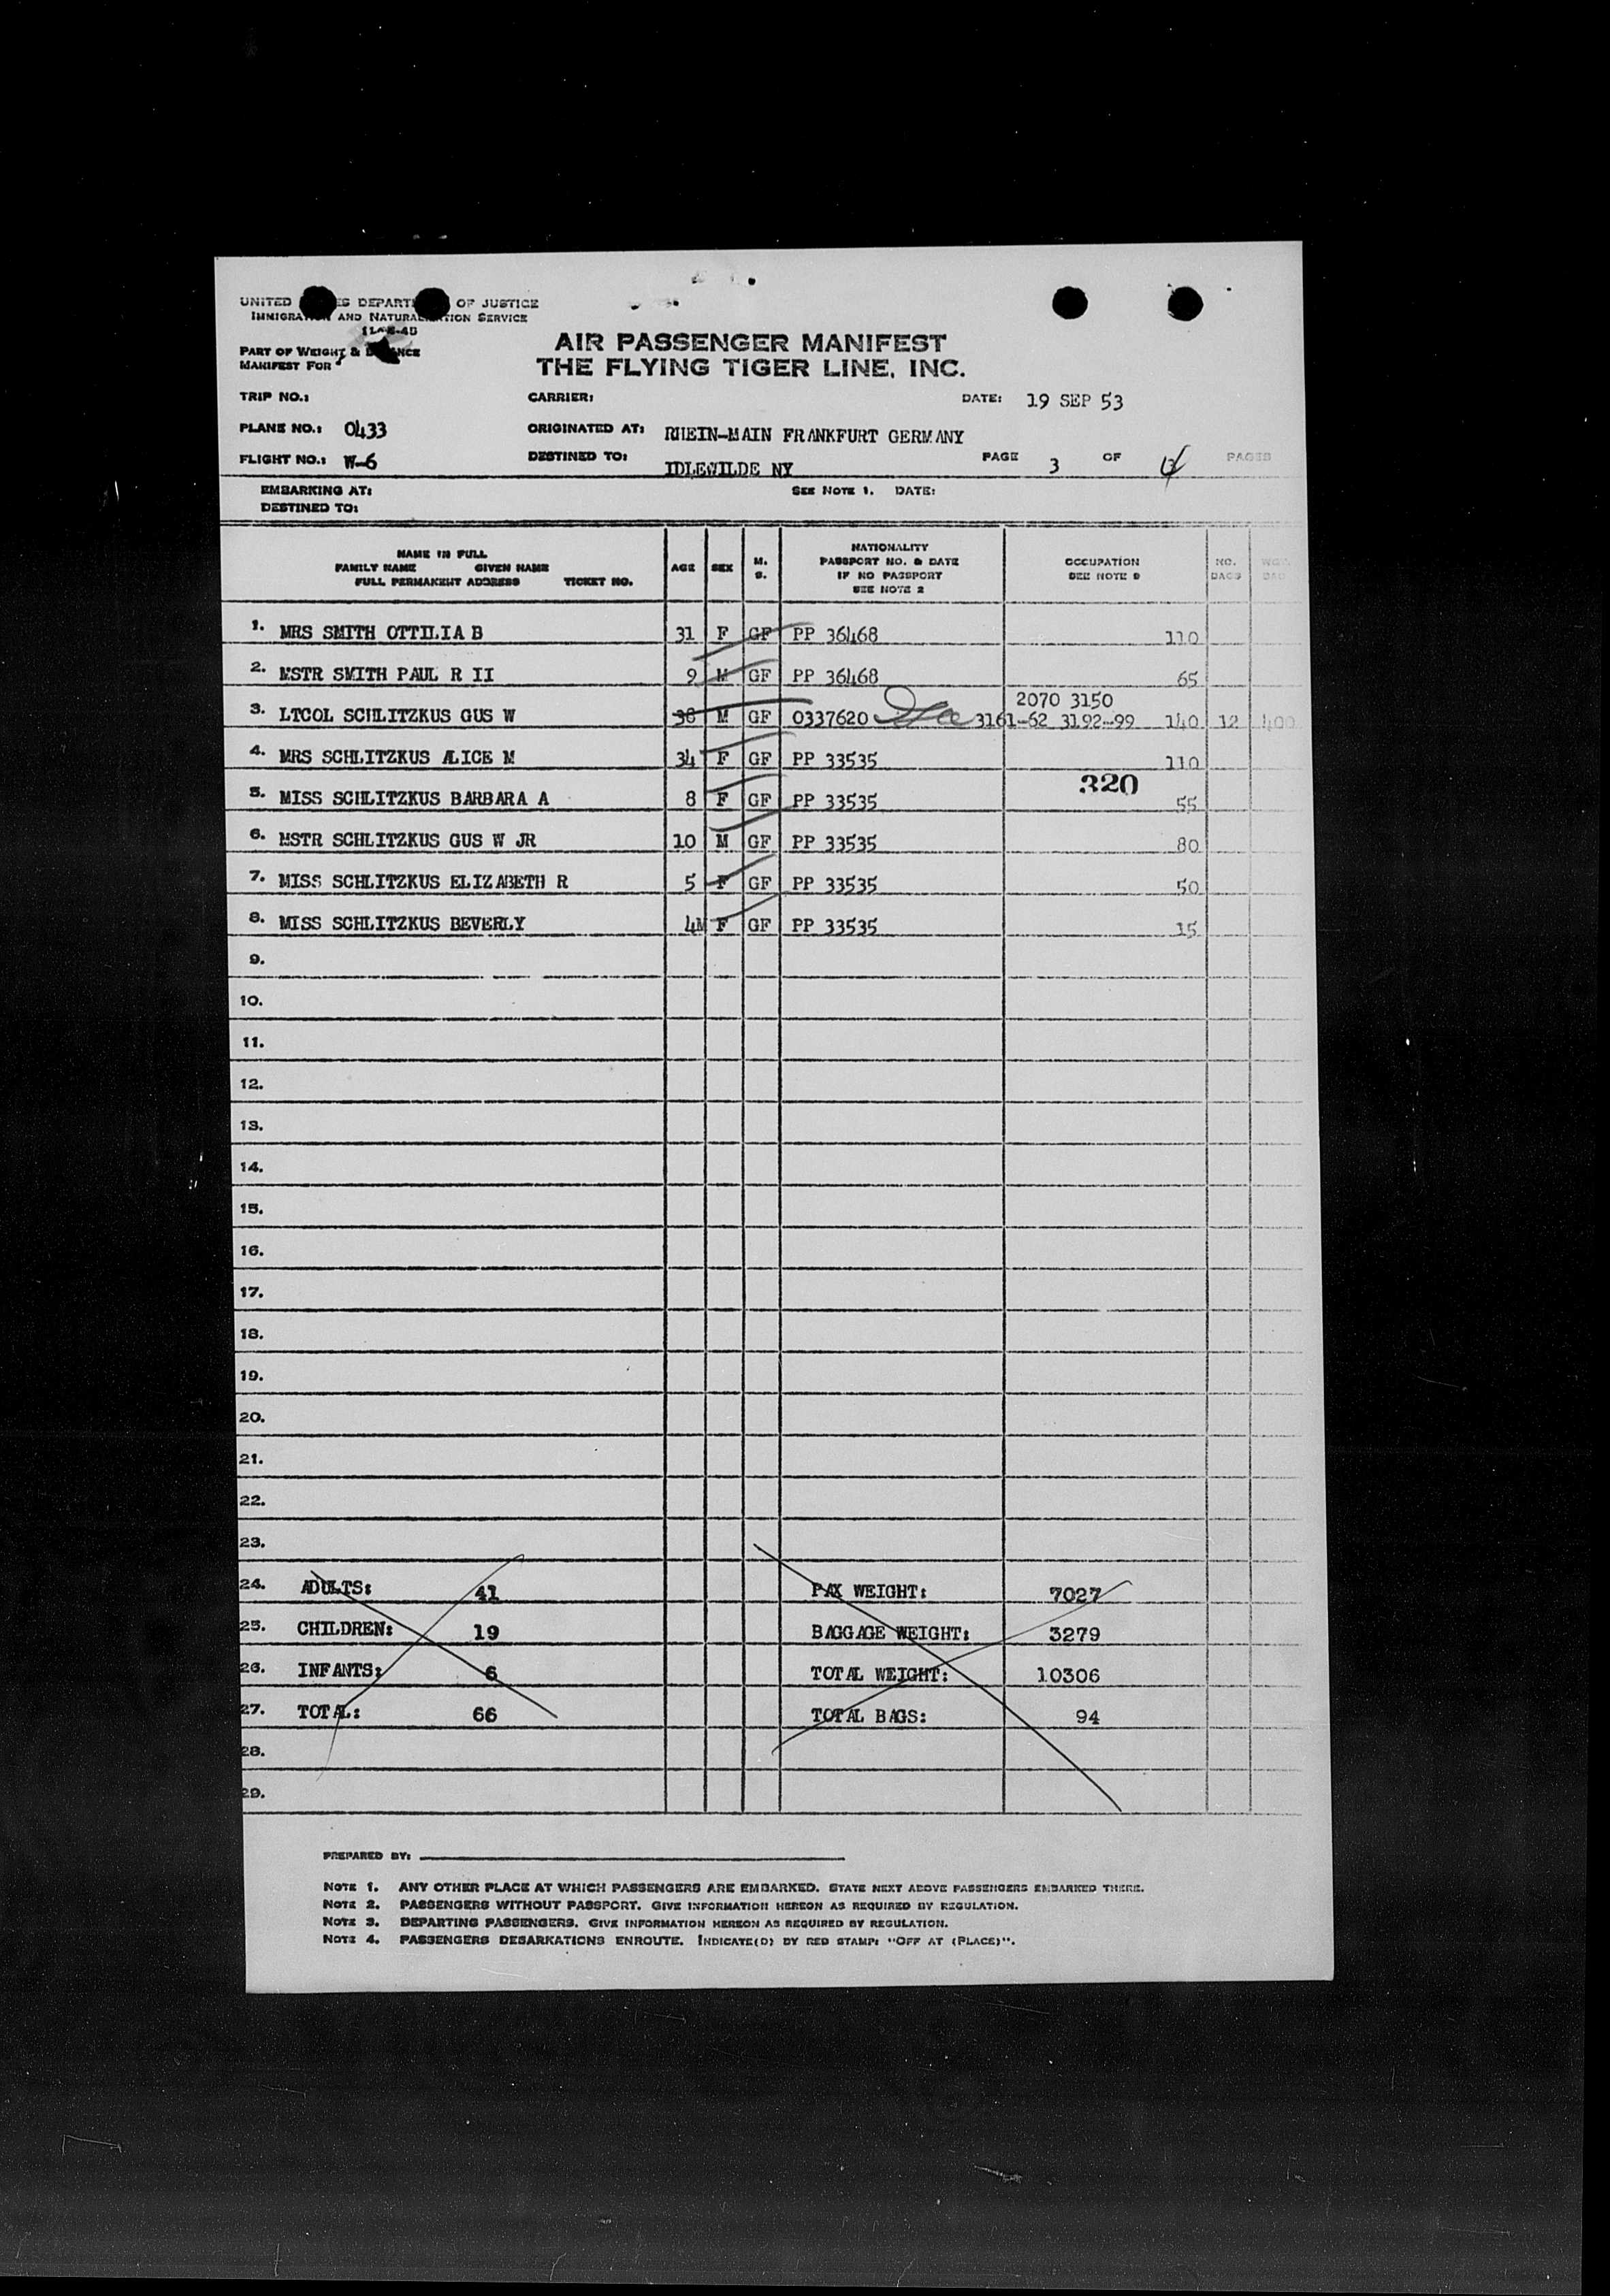 UNITED STATES DEPARTMENT OF JUSTICE
IMMIGRATION AND NATURALIZATION SERVICE
PART OF WEIGHT & BALANCE
MANIFEST FOR
AIR PASSENGER MANIFEST
THE FLYING TIGER LINE, INC.
TRIP NO.: CARRIER: DATE: 19 SEP 53
PLANE NO.: 0433 ORIGINATED AT: RHEIN-MAIN FRANKFURT GERMANY
FLIGHT NO.: W-6 DESTINED TO: IDLEWILDE NY PAGE 3 OF 4 PAGES
EMBARKING AT: SEE NOTE 1. DATE:
DESTINED TO:
NAME IN FULL
FAMILY NAME GIVEN NAME
FULL PERMANENT ADDRESS TICKET NO.
AGE SEX M. S.
NATIONALITY
PASSPORT NO. & DATE
IF NO PASSPORT
SEE NOTE 2
OCCUPATION
SEE NOTE 3
NO. BAGS
1. MRS SMITH OTTILIA B 31 F GF PP 36468 110
2. MSTR SMITH PAUL R II 9 M GF PP 36468 65
2070 3150
3. LTCOL SCHLITZKUS GUS W 38 M GF 0337620 3161-62 3192-99 140 12 400
4. MRS SCHLITZKUS ALICE M 34 F GF PP 33535 110
320
5. MISS SCHLITZKUS BARBARA A 8 F GF PP 33535 55
6. MSTR SCHLITZKUS GUS W JR 10 M GF PP 33535 80
7. MISS SCHLITZKUS ELIZABETH R 5 F GF PP 33535 50
8. MISS SCHLITZKUS BEVERLY 4M F GF PP 33535 15
9.
10.
11.
12.
13.
14.
15.
16.
17.
18.
19.
20.
21.
22.
23.
24. ADULTS: 41 PAX WEIGHT: 7027
25. CHILDREN: 19 BAGGAGE WEIGHT: 3279
26. INFANTS: 6 TOTAL WEIGHT: 10306
27. TOTAL: 66 TOTAL BAGS: 94
28.
29.
PREPARED BY:
NOTE 1. ANY OTHER PLACE AT WHICH PASSENGERS ARE EMBARKED. STATE NEXT ABOVE PASSENGERS EMBARKED THERE.
NOTE 2. PASSENGERS WITHOUT PASSPORT. GIVE INFORMATION HEREON AS REQUIRED BY REGULATION.
NOTE 3. DEPARTING PASSENGERS. GIVE INFORMATION HEREON AS REQUIRED BY REGULATION.
NOTE 4. PASSENGERS DEBARKATIONS ENROUTE. INDICATE(D) BY RED STAMP: "OFF AT (PLACE)".